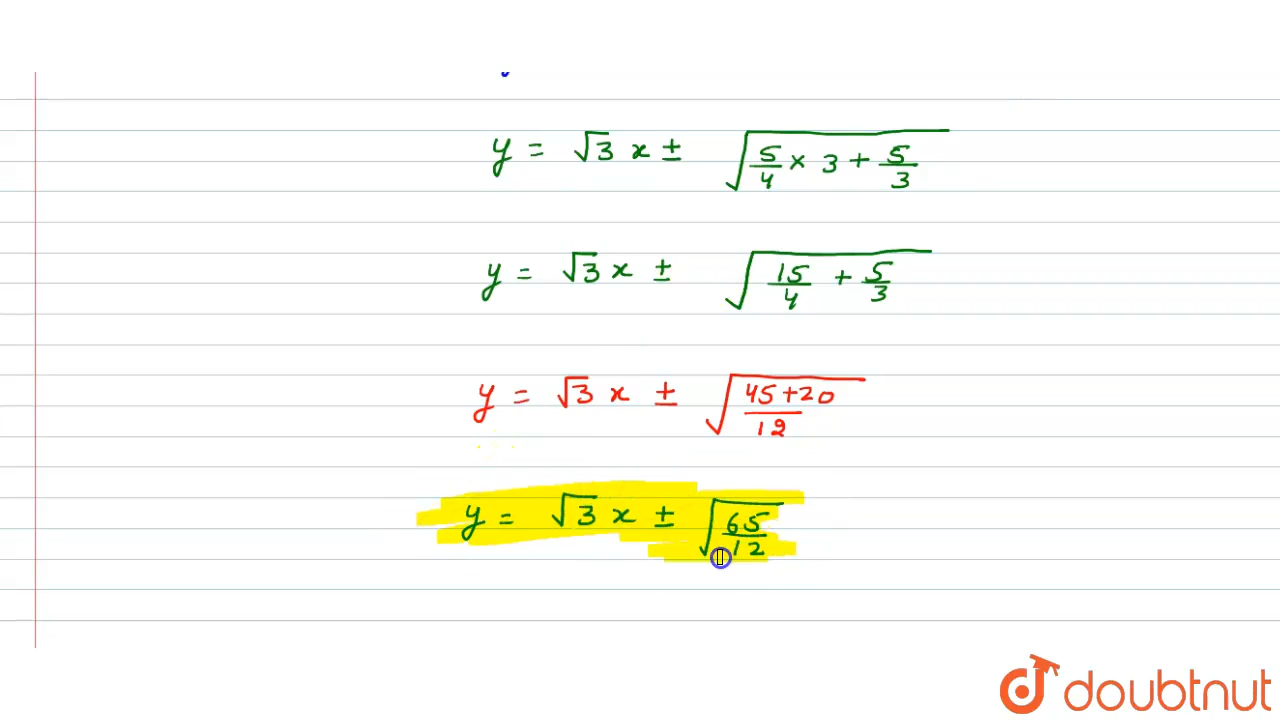 y = √3 x ± √(5/4 × 3 + 5/3)
y = √3 x ± √(15/4 + 5/3)
y = √3 x ± √((45+20)/12)
y = √3 x ± √(65/12)
doubtnut